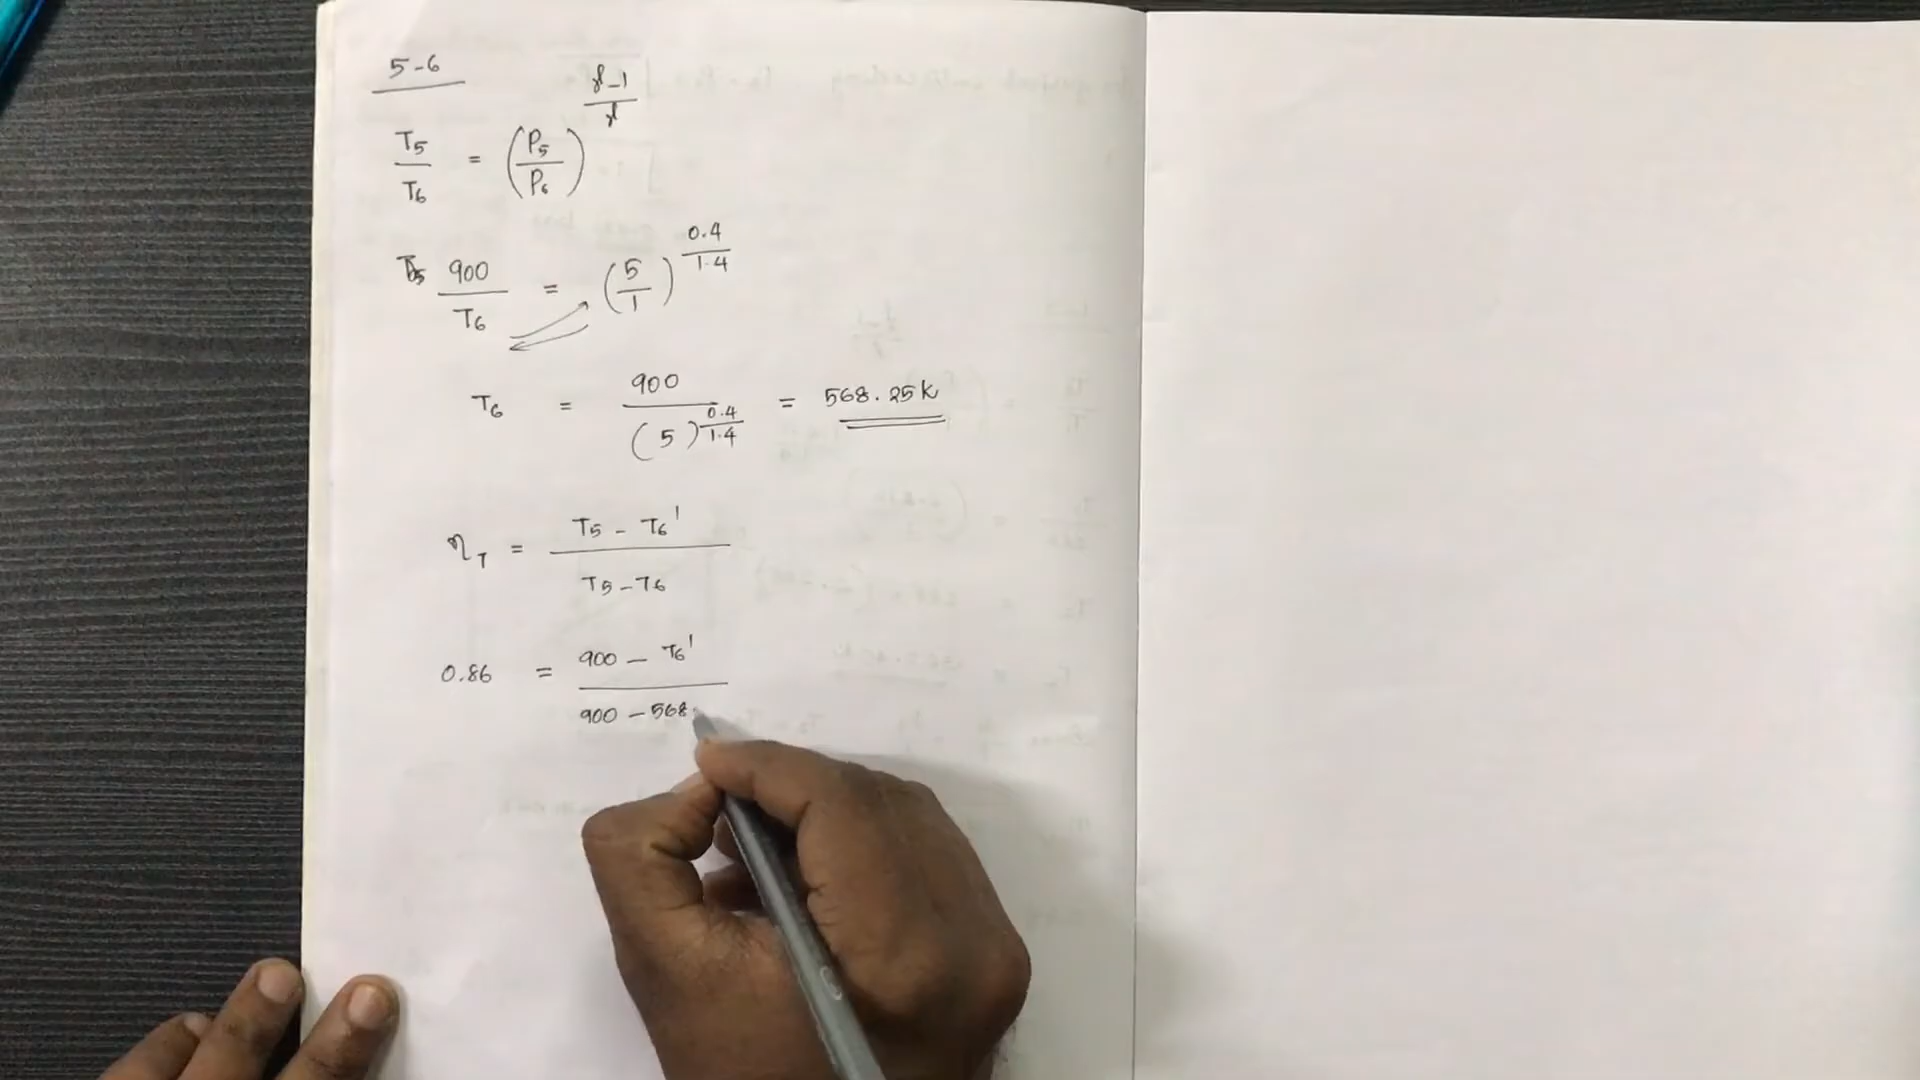 5-6
T5/T6 = (P5/P6)^(γ-1)/γ
900/T6 = (5/1)^0.4/1.4
T6 = 900/(5)^0.4/1.4 = 568.25k
ηT = T5 - T6'/T5 - T6
0.86 = 900 - T6'/900 - 568.